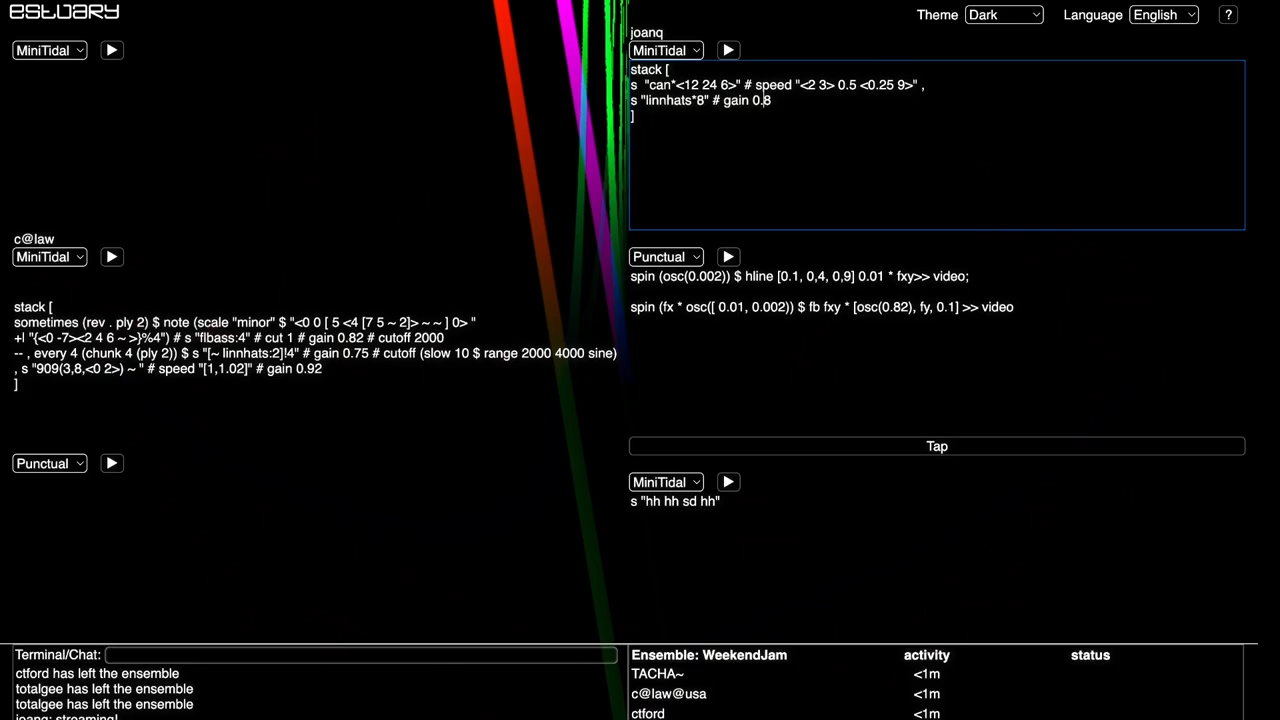 estuary
Theme Dark Language English ?
MiniTidal
joanq
MiniTidal
stack [
s "can*<12 24 6>" # speed "<2 3> 0.5 <0.25 9>" ,
s "linnhats*8" # gain 0.8
]
c@law
MiniTidal
stack [
sometimes (rev . ply 2) $ note (scale "minor" $ "<0 0 [ 5 <4 [7 5 ~ 2]> ~ ~ ] 0> "
+| "{<0 -7><2 4 6 ~ >}%4") # s "flbass:4" # cut 1 # gain 0.82 # cutoff 2000
-- , every 4 (chunk 4 (ply 2)) $ s "[~ linnhats:2]!4" # gain 0.75 # cutoff (slow 10 $ range 2000 4000 sine)
, s "909(3,8,<0 2>) ~ " # speed "[1,1.02]" # gain 0.92
]
Punctual
spin (osc(0.002)) $ hline [0.1, 0,4, 0,9] 0.01 * fxy>> video;
spin (fx * osc([ 0.01, 0.002)) $ fb fxy * [osc(0.82), fy, 0.1] >> video
Punctual
Tap
MiniTidal
s "hh hh sd hh"
Terminal/Chat:
ctford has left the ensemble
totalgee has left the ensemble
totalgee has left the ensemble
joanq: streaming!
Ensemble: WeekendJam activity status
TACHA~ <1m
c@law@usa <1m
ctford <1m